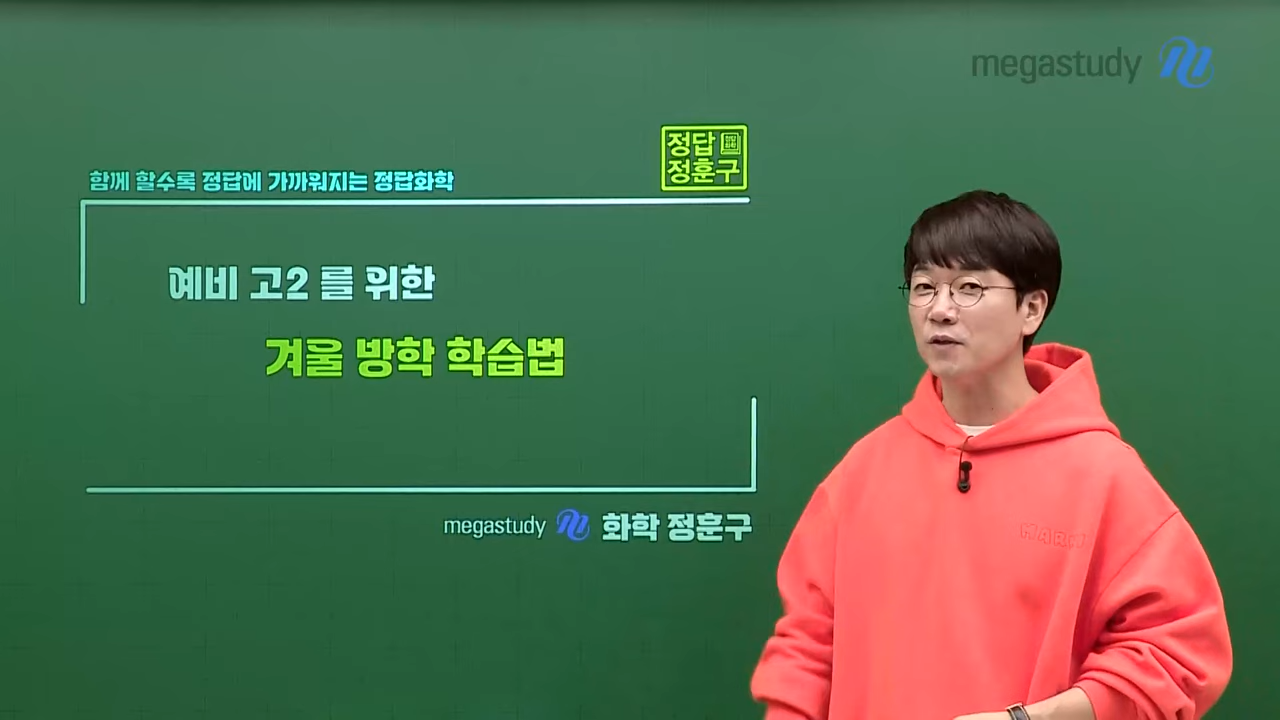 megastudy
정답
정훈구
함께 할수록 정답에 가까워지는 정답화학
예비 고2 를 위한
겨울 방학 학습법
megastudy 화학 정훈구